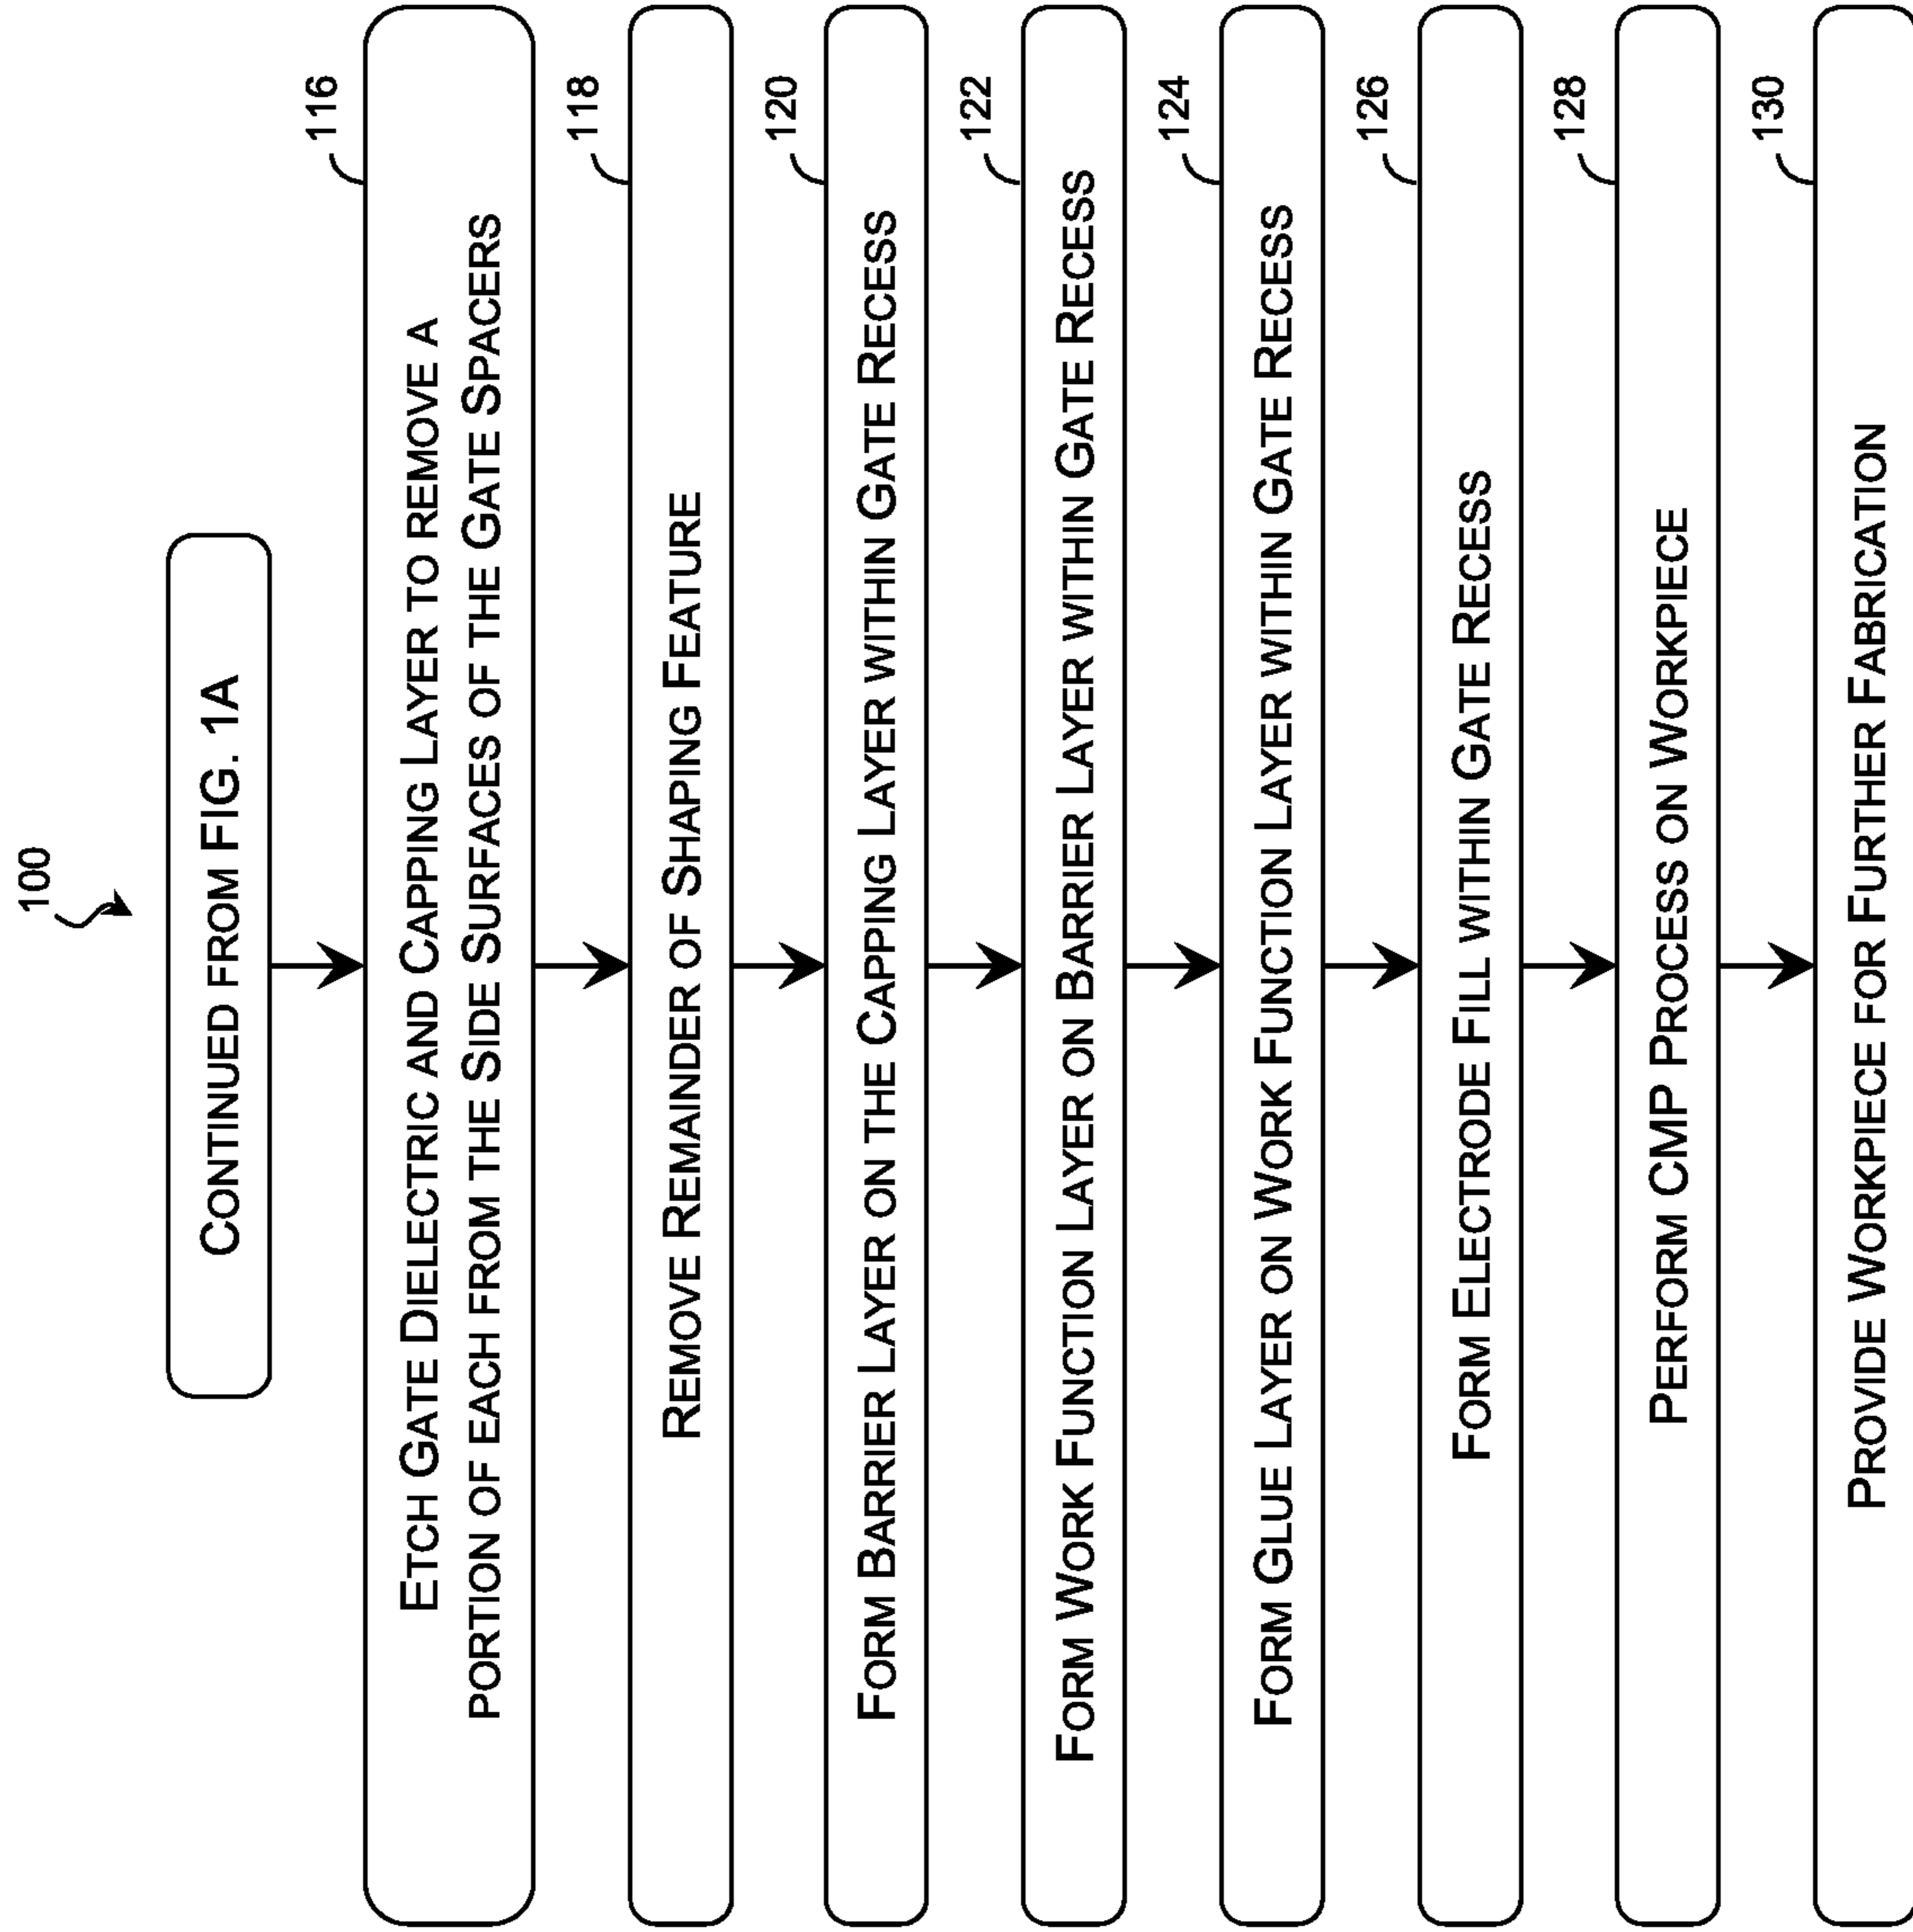 100
CONTINUED FROM FIG. 1A
116
ETCH GATE DIELECTRIC AND CAPPING LAYER TO REMOVE A
PORTION OF EACH FROM THE SIDE SURFACES OF THE GATE SPACERS
118
REMOVE REMAINDER OF SHAPING FEATURE
120
FORM BARRIER LAYER ON THE CAPPING LAYER WITHIN GATE RECESS
122
FORM WORK FUNCTION LAYER ON BARRIER LAYER WITHIN GATE RECESS
124
FORM GLUE LAYER ON WORK FUNCTION LAYER WITHIN GATE RECESS
126
FORM ELECTRODE FILL WITHIN GATE RECESS
128
PERFORM CMP PROCESS ON WORKPIECE
130
PROVIDE WORKPIECE FOR FURTHER FABRICATION